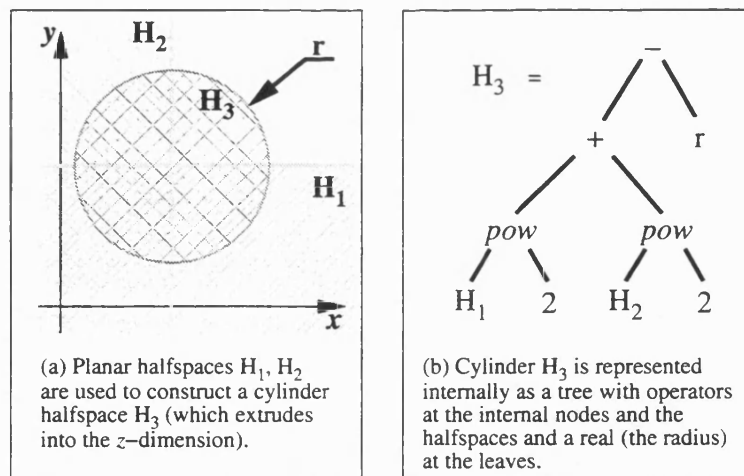 y
H₂
r
H₃
H₁
x
(a) Planar halfspaces H₁, H₂
are used to construct a cylinder
halfspace H₃ (which extrudes
into the z–dimension).
H₃ =
−
+
r
pow pow
H₁ 2 H₂ 2
(b) Cylinder H₃ is represented
internally as a tree with operators
at the internal nodes and the
halfspaces and a real (the radius)
at the leaves.